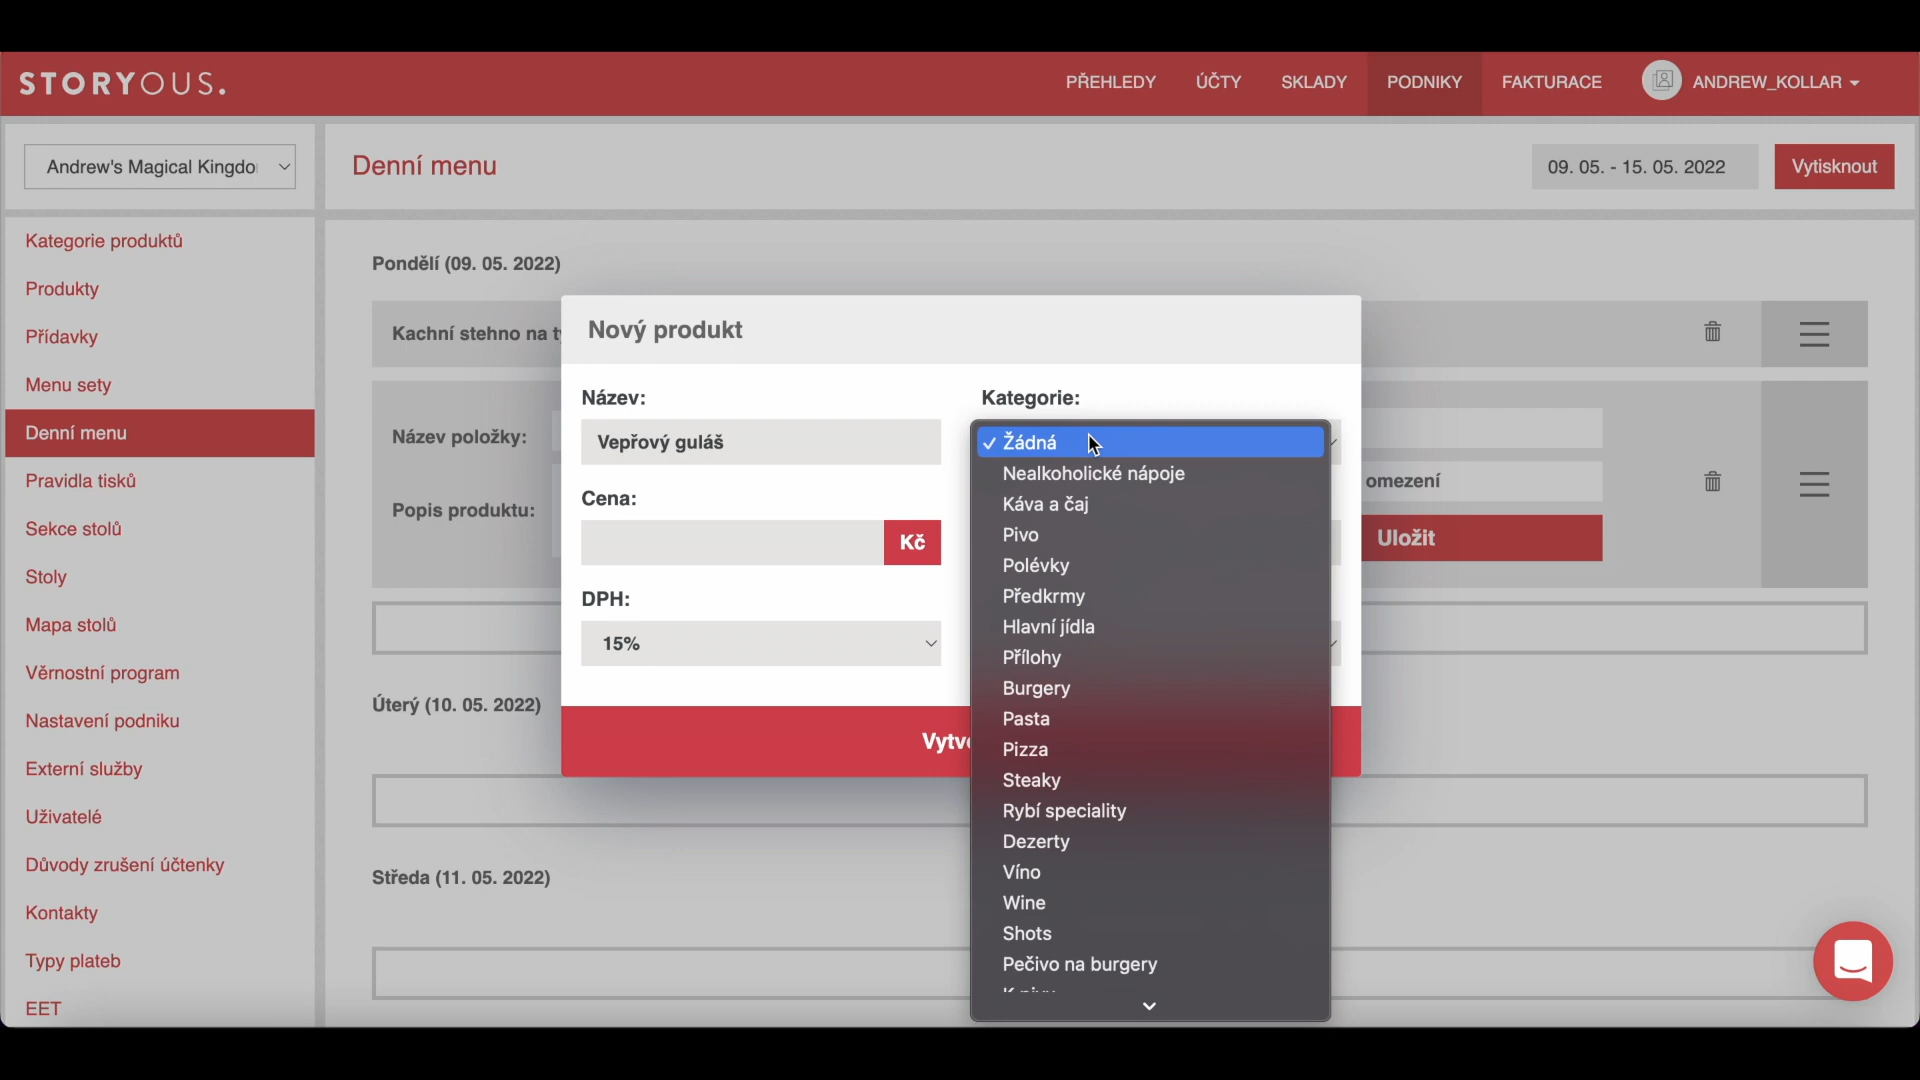 STORYOUS.
PŘEHLEDY
ÚČTY
SKLADY
PODNIKY
FAKTURACE
ANDREW_KOLLAR
Andrew's Magical Kingdo
Denní menu
09. 05. - 15. 05. 2022
Vytisknout
Kategorie produktů
Produkty
Přídavky
Menu sety
Denní menu
Pravidla tisků
Sekce stolů
Stoly
Mapa stolů
Věrnostní program
Nastavení podniku
Externí služby
Uživatelé
Důvody zrušení účtenky
Kontakty
Typy plateb
EET
Pondělí (09. 05. 2022)
Kachní stehno na
Název položky:
Popis produktu:
omezení
Uložit
Úterý (10. 05. 2022)
Středa (11. 05. 2022)
Nový produkt
Název:
Vepřový guláš
Cena:
Kč
DPH:
15%
Kategorie:
✓ Žádná
Nealkoholické nápoje
Káva a čaj
Pivo
Polévky
Předkrmy
Hlavní jídla
Přílohy
Burgery
Pasta
Pizza
Steaky
Rybí speciality
Dezerty
Víno
Wine
Shots
Pečivo na burgery